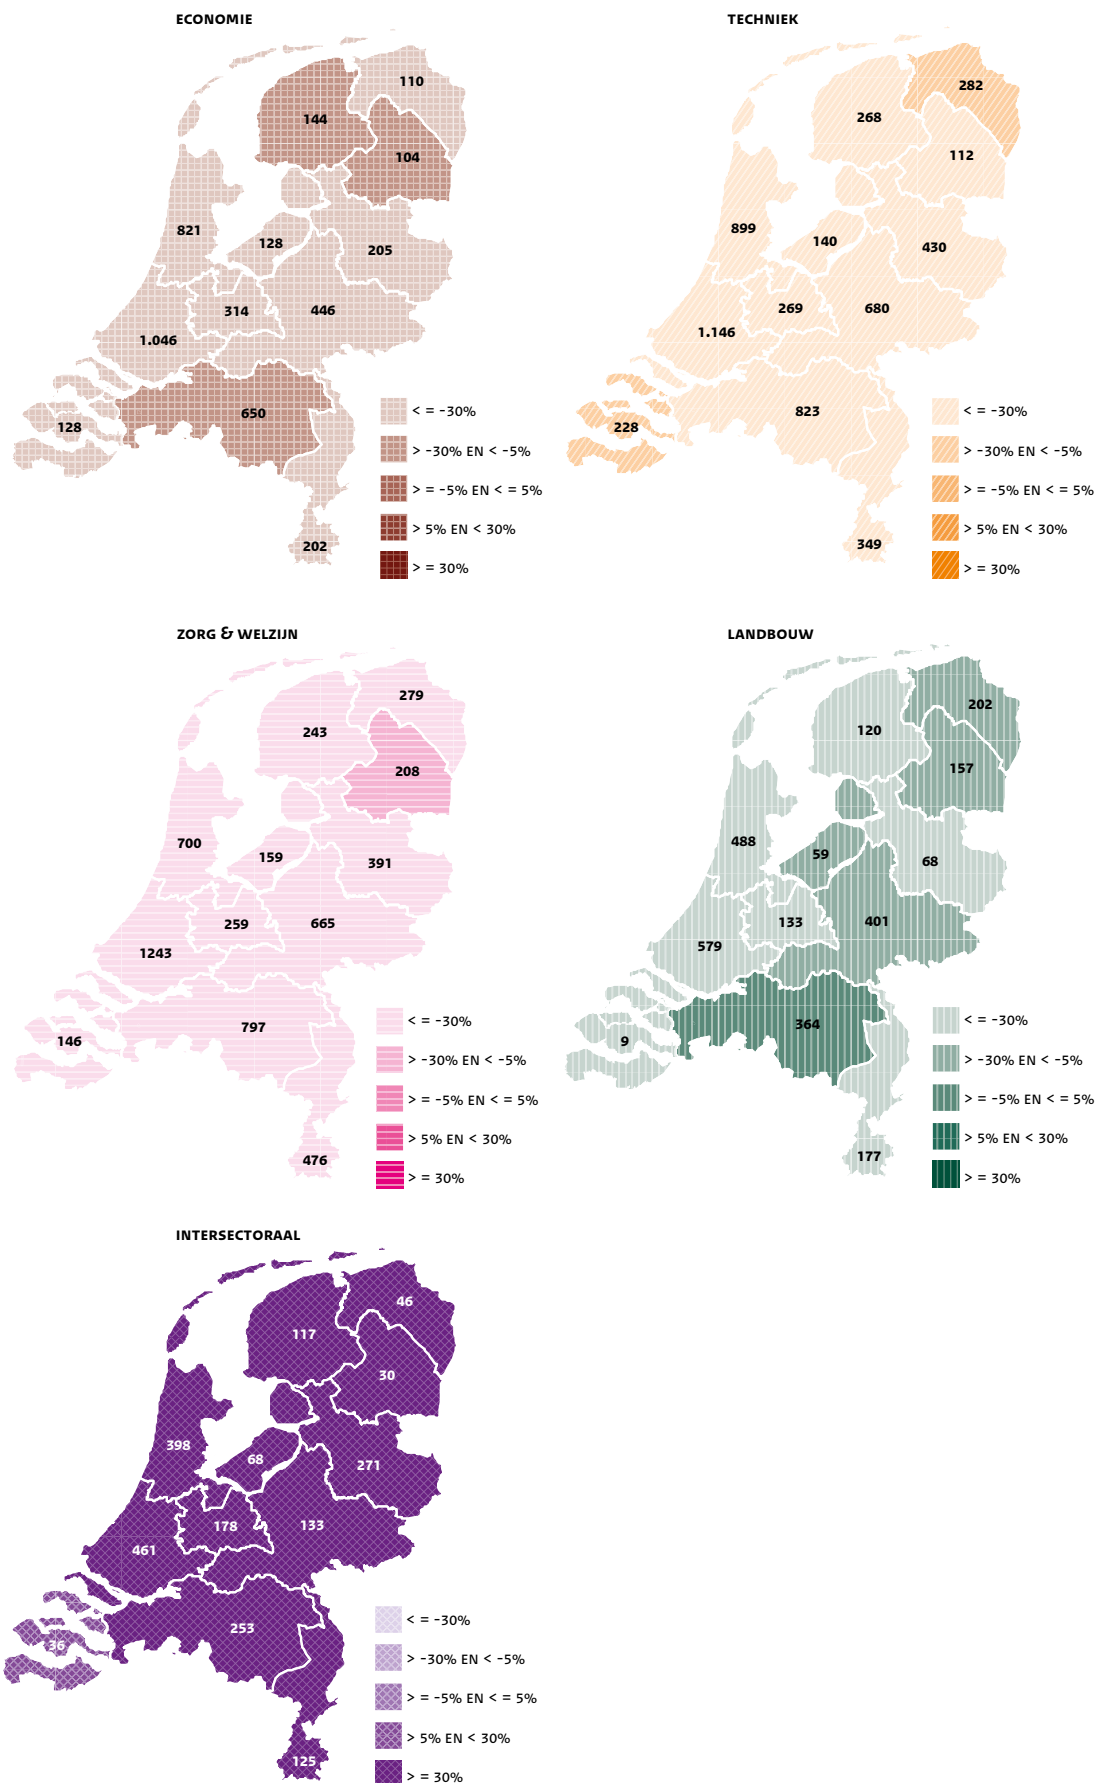 ECONOMIE
110
144
104
821
128
205
314
446
1.046
650
128
202
< = -30%
> -30% EN < -5%
> = -5% EN < = 5%
> 5% EN < 30%
> = 30%
TECHNIEK
282
268
112
899
140
430
269
680
1.146
823
228
349
< = -30%
> -30% EN < -5%
> = -5% EN < = 5%
> 5% EN < 30%
> = 30%
ZORG & WELZIJN
279
243
208
700
159
391
259
665
1243
797
146
476
< = -30%
> -30% EN < -5%
> = -5% EN < = 5%
> 5% EN < 30%
> = 30%
LANDBOUW
202
120
157
488
59
68
133
401
579
364
9
177
< = -30%
> -30% EN < -5%
> = -5% EN < = 5%
> 5% EN < 30%
> = 30%
INTERSECTORAAL
46
117
30
398
68
271
178
133
461
253
36
125
< = -30%
> -30% EN < -5%
> = -5% EN < = 5%
> 5% EN < 30%
> = 30%